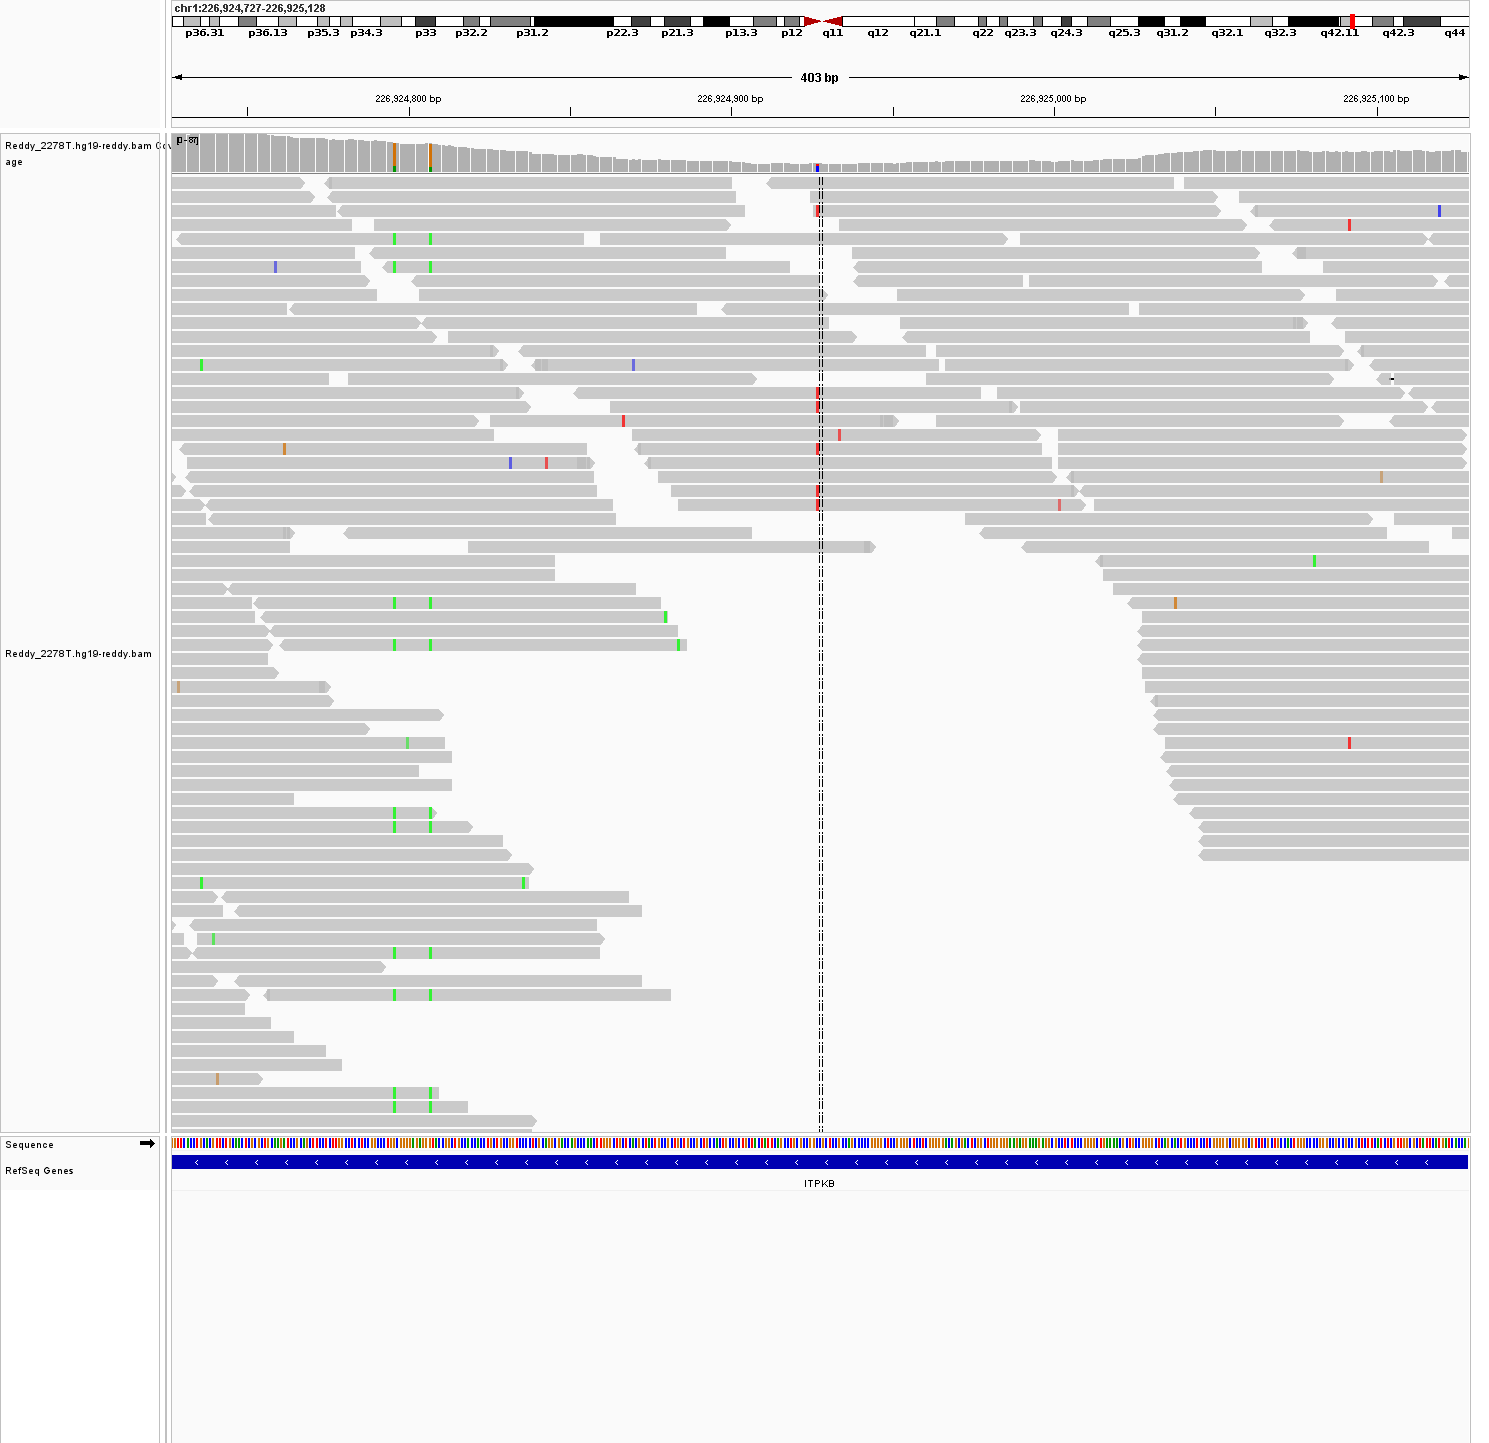 chr1:226,924,727-226,925,128
p36.31 p36.13 p35.3 p34.3 p33 p32.2 p31.2 p22.3 p21.3 p13.3 p12 q11 q12 q21.1 q22 q23.3 q24.3 q25.3 q31.2 q32.1 q32.3 q42.11 q42.3 q44
403 bp
226,924,800 bp 226,924,900 bp 226,925,000 bp 226,925,100 bp
Reddy_2278T.hg19-reddy.bam Cov
age
[0 - 87]
Reddy_2278T.hg19-reddy.bam
Sequence
RefSeq Genes
ITPKB